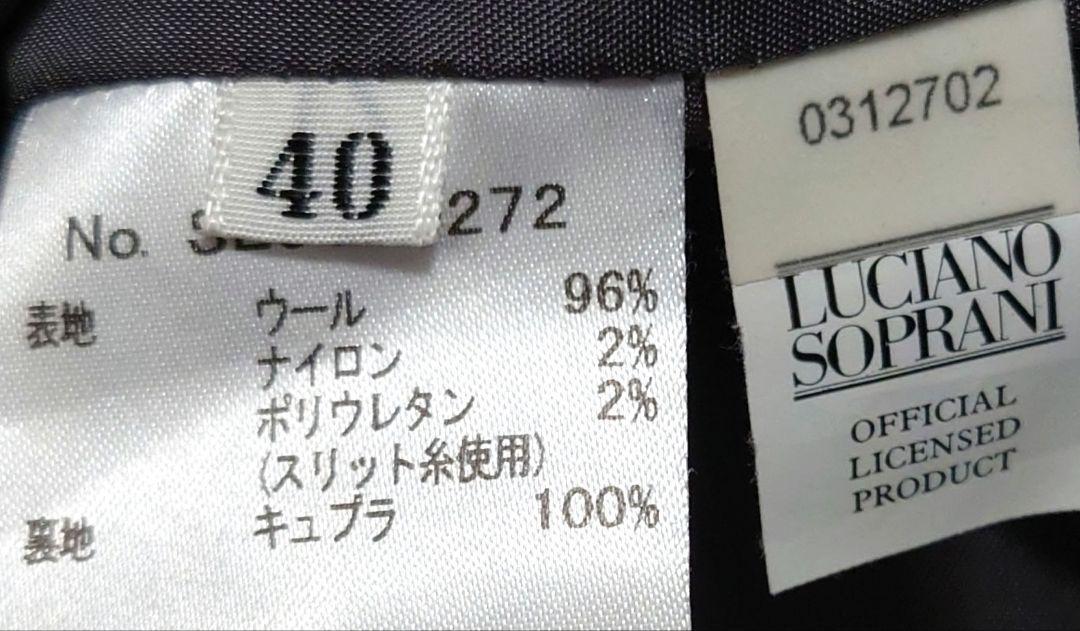 40
No. 272
表地 ウール 96%
ナイロン 2%
ポリウレタン 2%
(スリット糸使用)
裏地 キュプラ 100%
0312702
LUCIANO
SOPRANI
OFFICIAL
LICENSED
PRODUCT